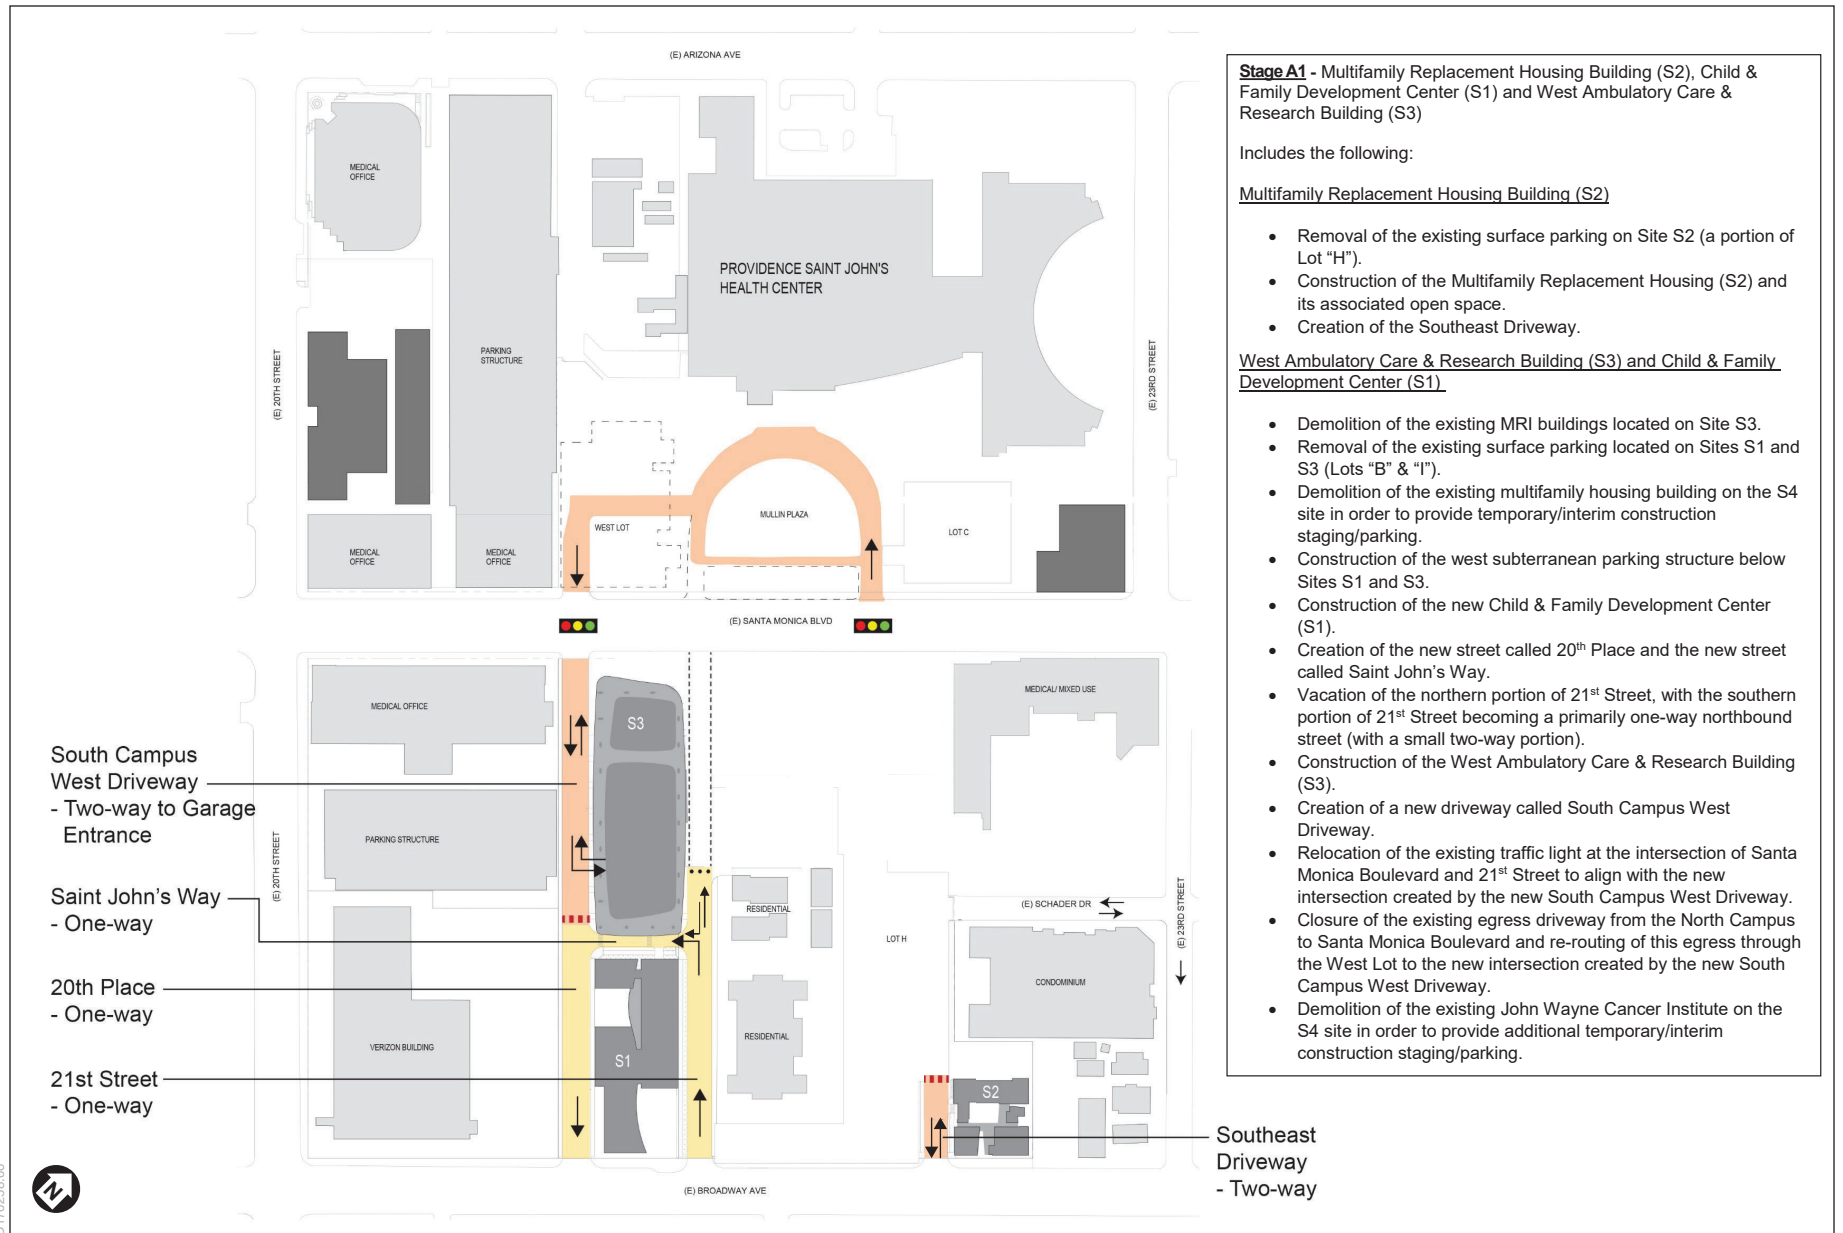 (E) ARIZONA AVE
MEDICAL
OFFICE
PROVIDENCE SAINT JOHN'S
HEALTH CENTER
PARKING
STRUCTURE
(E) 20TH STREET
(E) 23RD STREET
WEST LOT
MULLIN PLAZA
LOT C
MEDICAL
OFFICE
MEDICAL
OFFICE
(E) SANTA MONICA BLVD
MEDICAL OFFICE
S3
MEDICAL/ MIXED USE
South Campus
West Driveway
- Two-way to Garage
Entrance
PARKING STRUCTURE
(E) 20TH STREET
Saint John's Way
- One-way
RESIDENTIAL
(E) SCHADER DR
(E) 23RD STREET
LOT H
20th Place
- One-way
CONDOMINIUM
VERIZON BUILDING
S1
RESIDENTIAL
21st Street
- One-way
S2
Southeast
Driveway
- Two-way
(E) BROADWAY AVE
N
Stage A1 - Multifamily Replacement Housing Building (S2), Child &
Family Development Center (S1) and West Ambulatory Care &
Research Building (S3)
Includes the following:
Multifamily Replacement Housing Building (S2)
• Removal of the existing surface parking on Site S2 (a portion of
Lot “H”).
• Construction of the Multifamily Replacement Housing (S2) and
its associated open space.
• Creation of the Southeast Driveway.
West Ambulatory Care & Research Building (S3) and Child & Family
Development Center (S1)
• Demolition of the existing MRI buildings located on Site S3.
• Removal of the existing surface parking located on Sites S1 and
S3 (Lots “B” & “I”).
• Demolition of the existing multifamily housing building on the S4
site in order to provide temporary/interim construction
staging/parking.
• Construction of the west subterranean parking structure below
Sites S1 and S3.
• Construction of the new Child & Family Development Center
(S1).
• Creation of the new street called 20th Place and the new street
called Saint John’s Way.
• Vacation of the northern portion of 21st Street, with the southern
portion of 21st Street becoming a primarily one-way northbound
street (with a small two-way portion).
• Construction of the West Ambulatory Care & Research Building
(S3).
• Creation of a new driveway called South Campus West
Driveway.
• Relocation of the existing traffic light at the intersection of Santa
Monica Boulevard and 21st Street to align with the new
intersection created by the new South Campus West Driveway.
• Closure of the existing egress driveway from the North Campus
to Santa Monica Boulevard and re-routing of this egress through
the West Lot to the new intersection created by the new South
Campus West Driveway.
• Demolition of the existing John Wayne Cancer Institute on the
S4 site in order to provide additional temporary/interim
construction staging/parking.